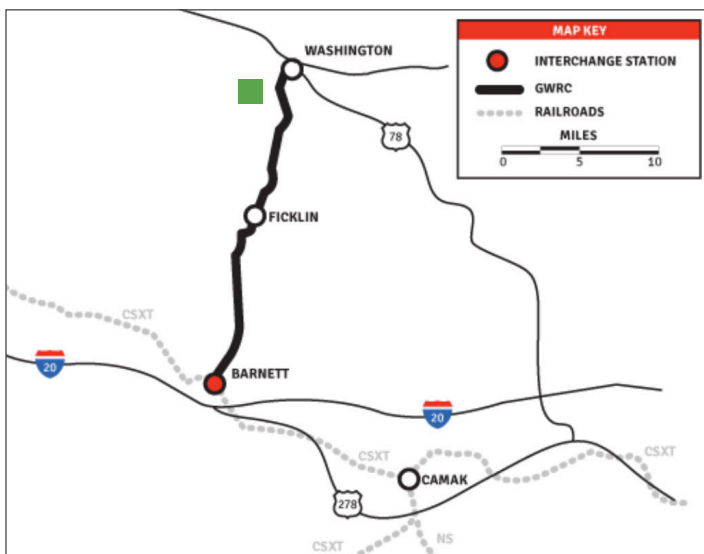 WASHINGTON
MAP KEY
INTERCHANGE STATION
GWRC
RAILROADS
MILES
0 5 10
78
FICKLIN
CSXT
20
BARNETT
20
CSXT
CSXT
CAMAK
278
CSXT
NS